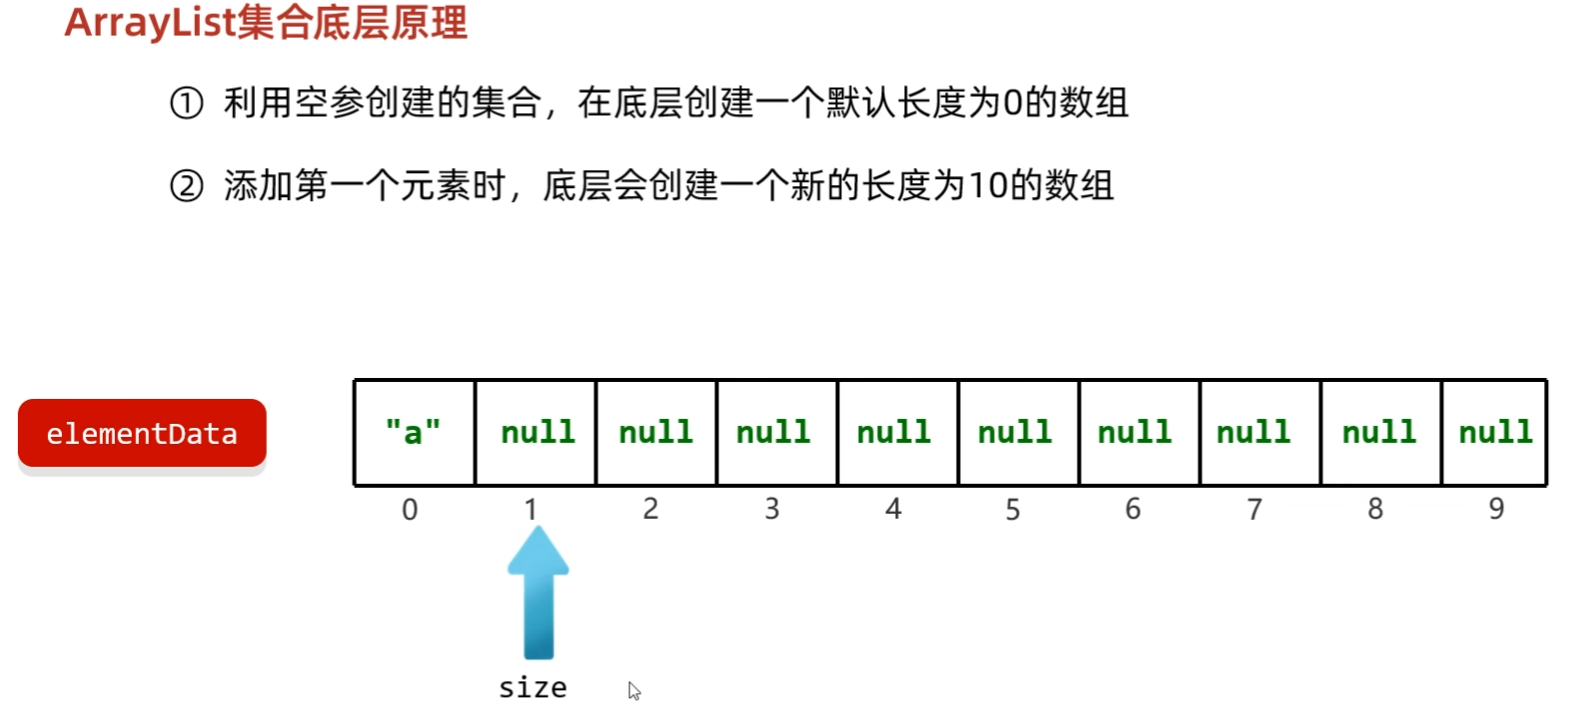 ArrayList集合底层原理
① 利用空参创建的集合，在底层创建一个默认长度为0的数组
② 添加第一个元素时，底层会创建一个新的长度为10的数组
elementData "a" null null null null null null null null null
0 1 2 3 4 5 6 7 8 9
size